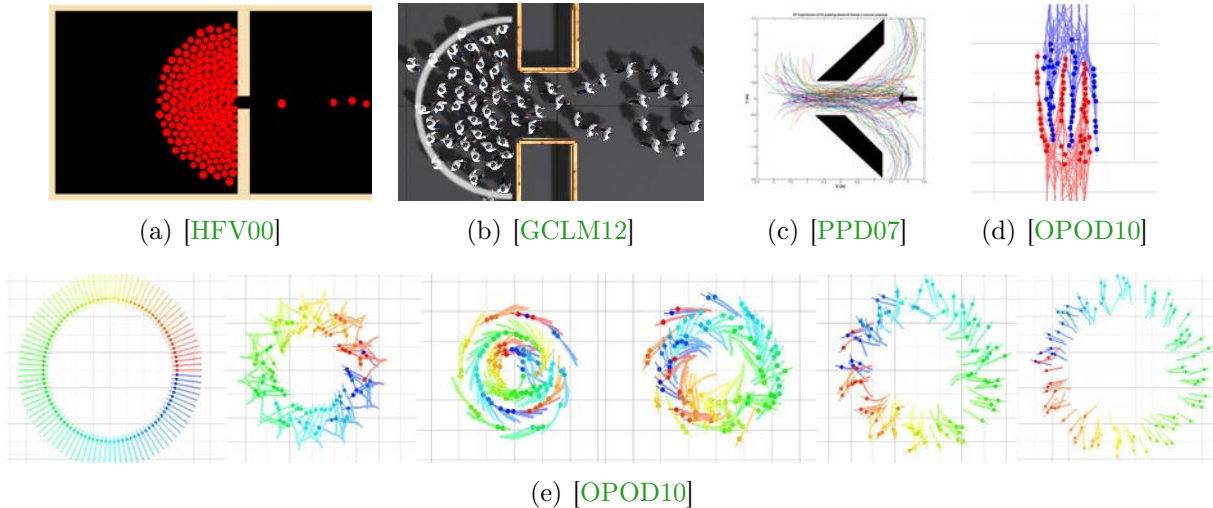 (a) [HFV00]
(b) [GCLM12]
(c) [PPD07]
(d) [OPOD10]
(e) [OPOD10]